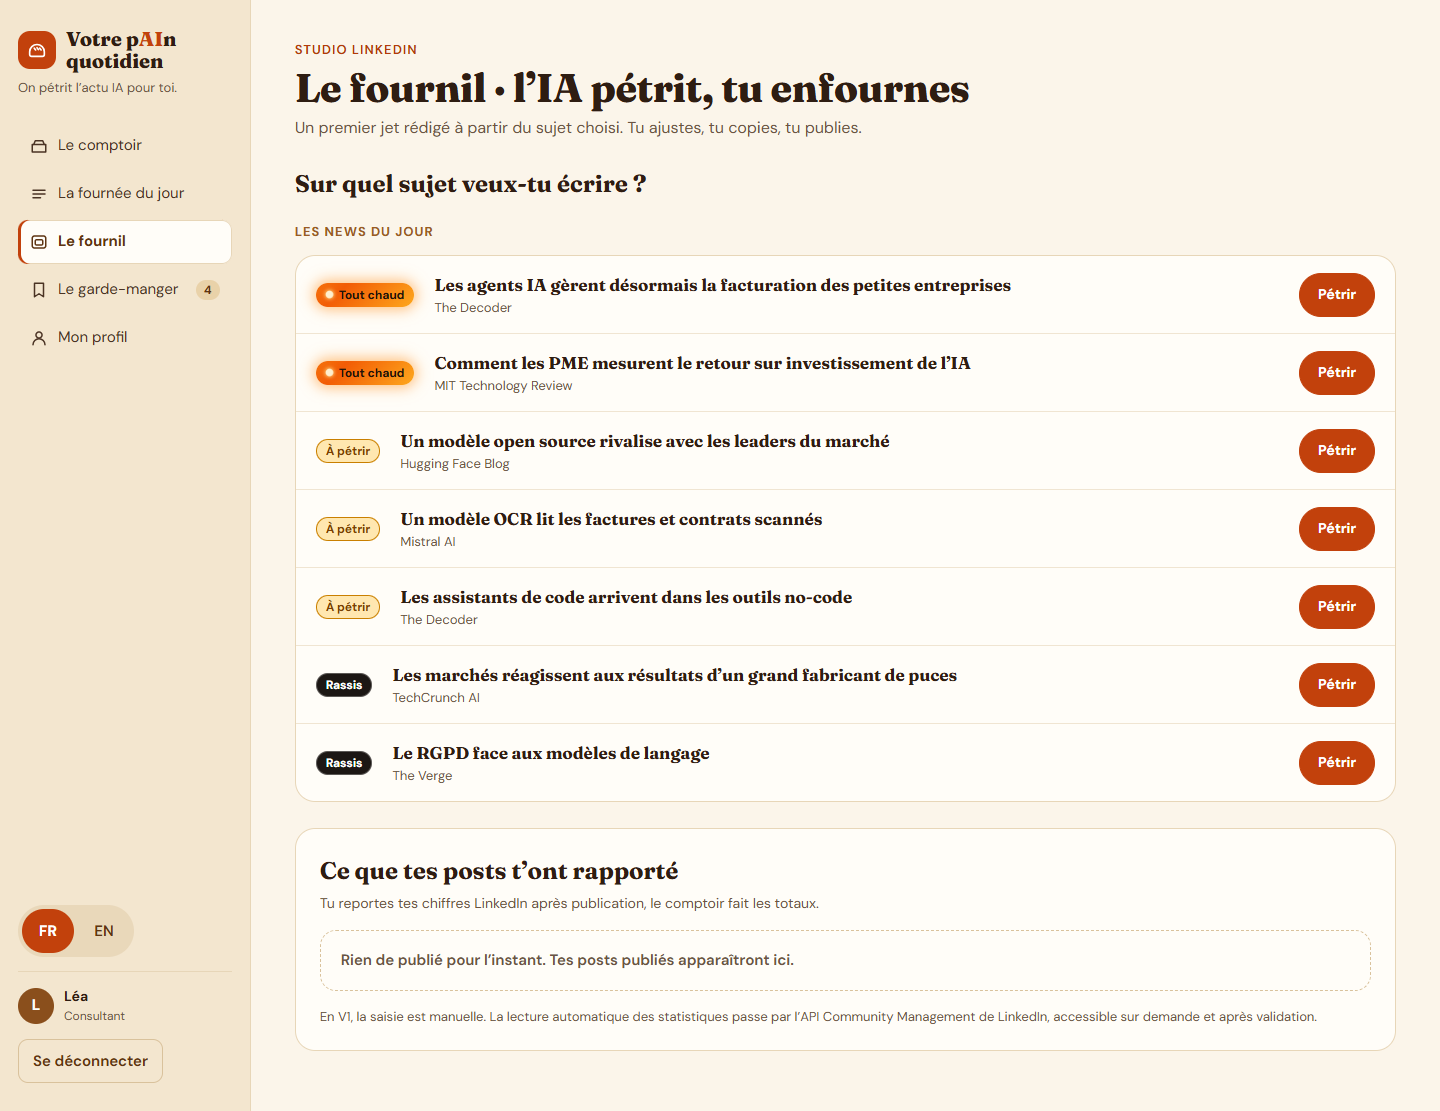 Votre pAIn
quotidien
On pétrit l’actu IA pour toi.
Le comptoir
La fournée du jour
Le fournil
Le garde-manger 4
Mon profil
FR EN
L
Léa
Consultant
Se déconnecter
STUDIO LINKEDIN
Le fournil · l’IA pétrit, tu enfournes
Un premier jet rédigé à partir du sujet choisi. Tu ajustes, tu copies, tu publies.
Sur quel sujet veux-tu écrire ?
LES NEWS DU JOUR
Tout chaud
Les agents IA gèrent désormais la facturation des petites entreprises
The Decoder
Pétrir
Tout chaud
Comment les PME mesurent le retour sur investissement de l’IA
MIT Technology Review
Pétrir
À pétrir
Un modèle open source rivalise avec les leaders du marché
Hugging Face Blog
Pétrir
À pétrir
Un modèle OCR lit les factures et contrats scannés
Mistral AI
Pétrir
À pétrir
Les assistants de code arrivent dans les outils no-code
The Decoder
Pétrir
Rassis
Les marchés réagissent aux résultats d’un grand fabricant de puces
TechCrunch AI
Pétrir
Rassis
Le RGPD face aux modèles de langage
The Verge
Pétrir
Ce que tes posts t’ont rapporté
Tu reportes tes chiffres LinkedIn après publication, le comptoir fait les totaux.
Rien de publié pour l’instant. Tes posts publiés apparaîtront ici.
En V1, la saisie est manuelle. La lecture automatique des statistiques passe par l’API Community Management de LinkedIn, accessible sur demande et après validation.